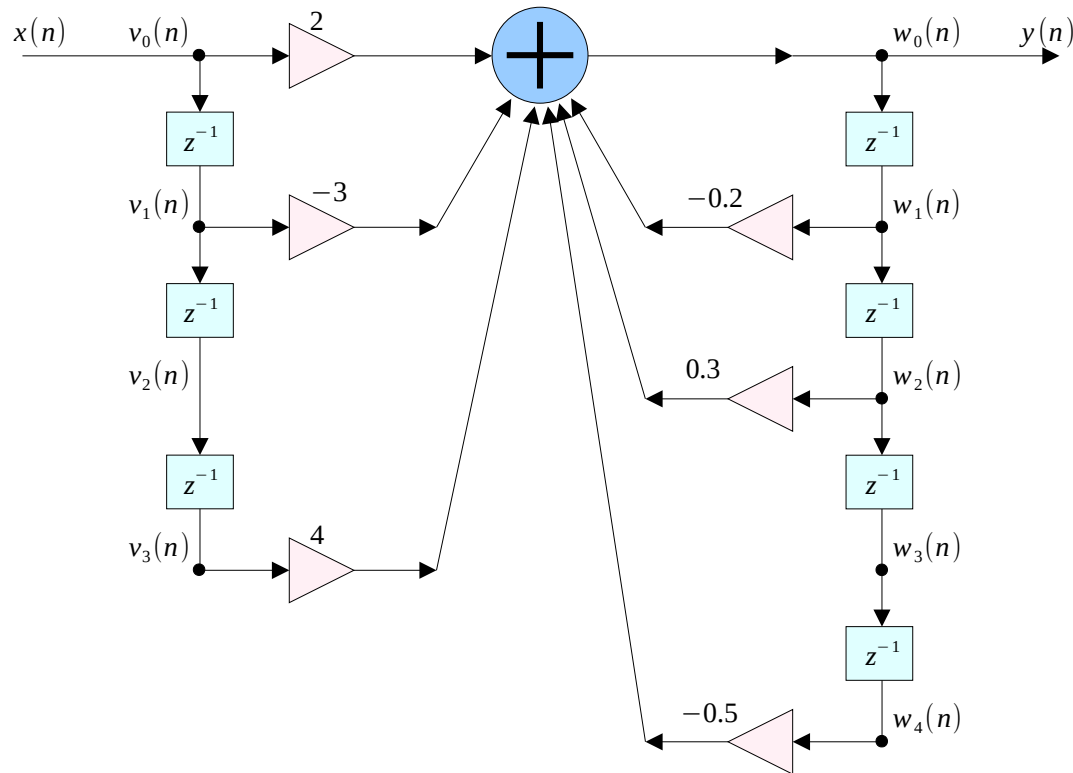 x(n) v₀(n) 2 w₀(n) y(n)
z⁻¹ z⁻¹
v₁(n) −3 −0.2 w₁(n)
z⁻¹ z⁻¹
v₂(n) 0.3 w₂(n)
z⁻¹ z⁻¹
v₃(n) 4 w₃(n)
z⁻¹
−0.5 w₄(n)